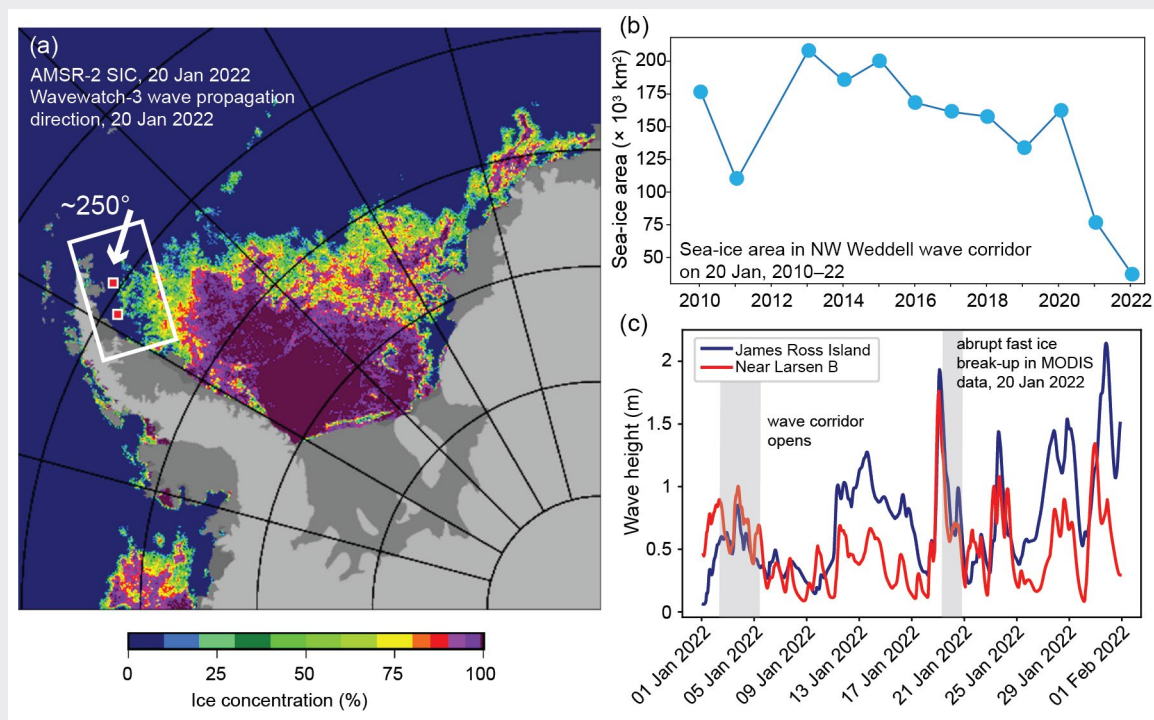 (a)
AMSR-2 SIC, 20 Jan 2022
Wavewatch-3 wave propagation
direction, 20 Jan 2022
~250°
0 25 50 75 100
Ice concentration (%)
(b)
Sea-ice area (× 10³ km²)
200
175
150
125
100
75
50
Sea-ice area in NW Weddell wave corridor
on 20 Jan, 2010–22
2010 2012 2014 2016 2018 2020 2022
(c)
Wave height (m)
2
1.5
1
0.5
0
James Ross Island
Near Larsen B
wave corridor
opens
abrupt fast ice
break-up in MODIS
data, 20 Jan 2022
01 Jan 2022
05 Jan 2022
09 Jan 2022
13 Jan 2022
17 Jan 2022
21 Jan 2022
25 Jan 2022
29 Jan 2022
01 Feb 2022